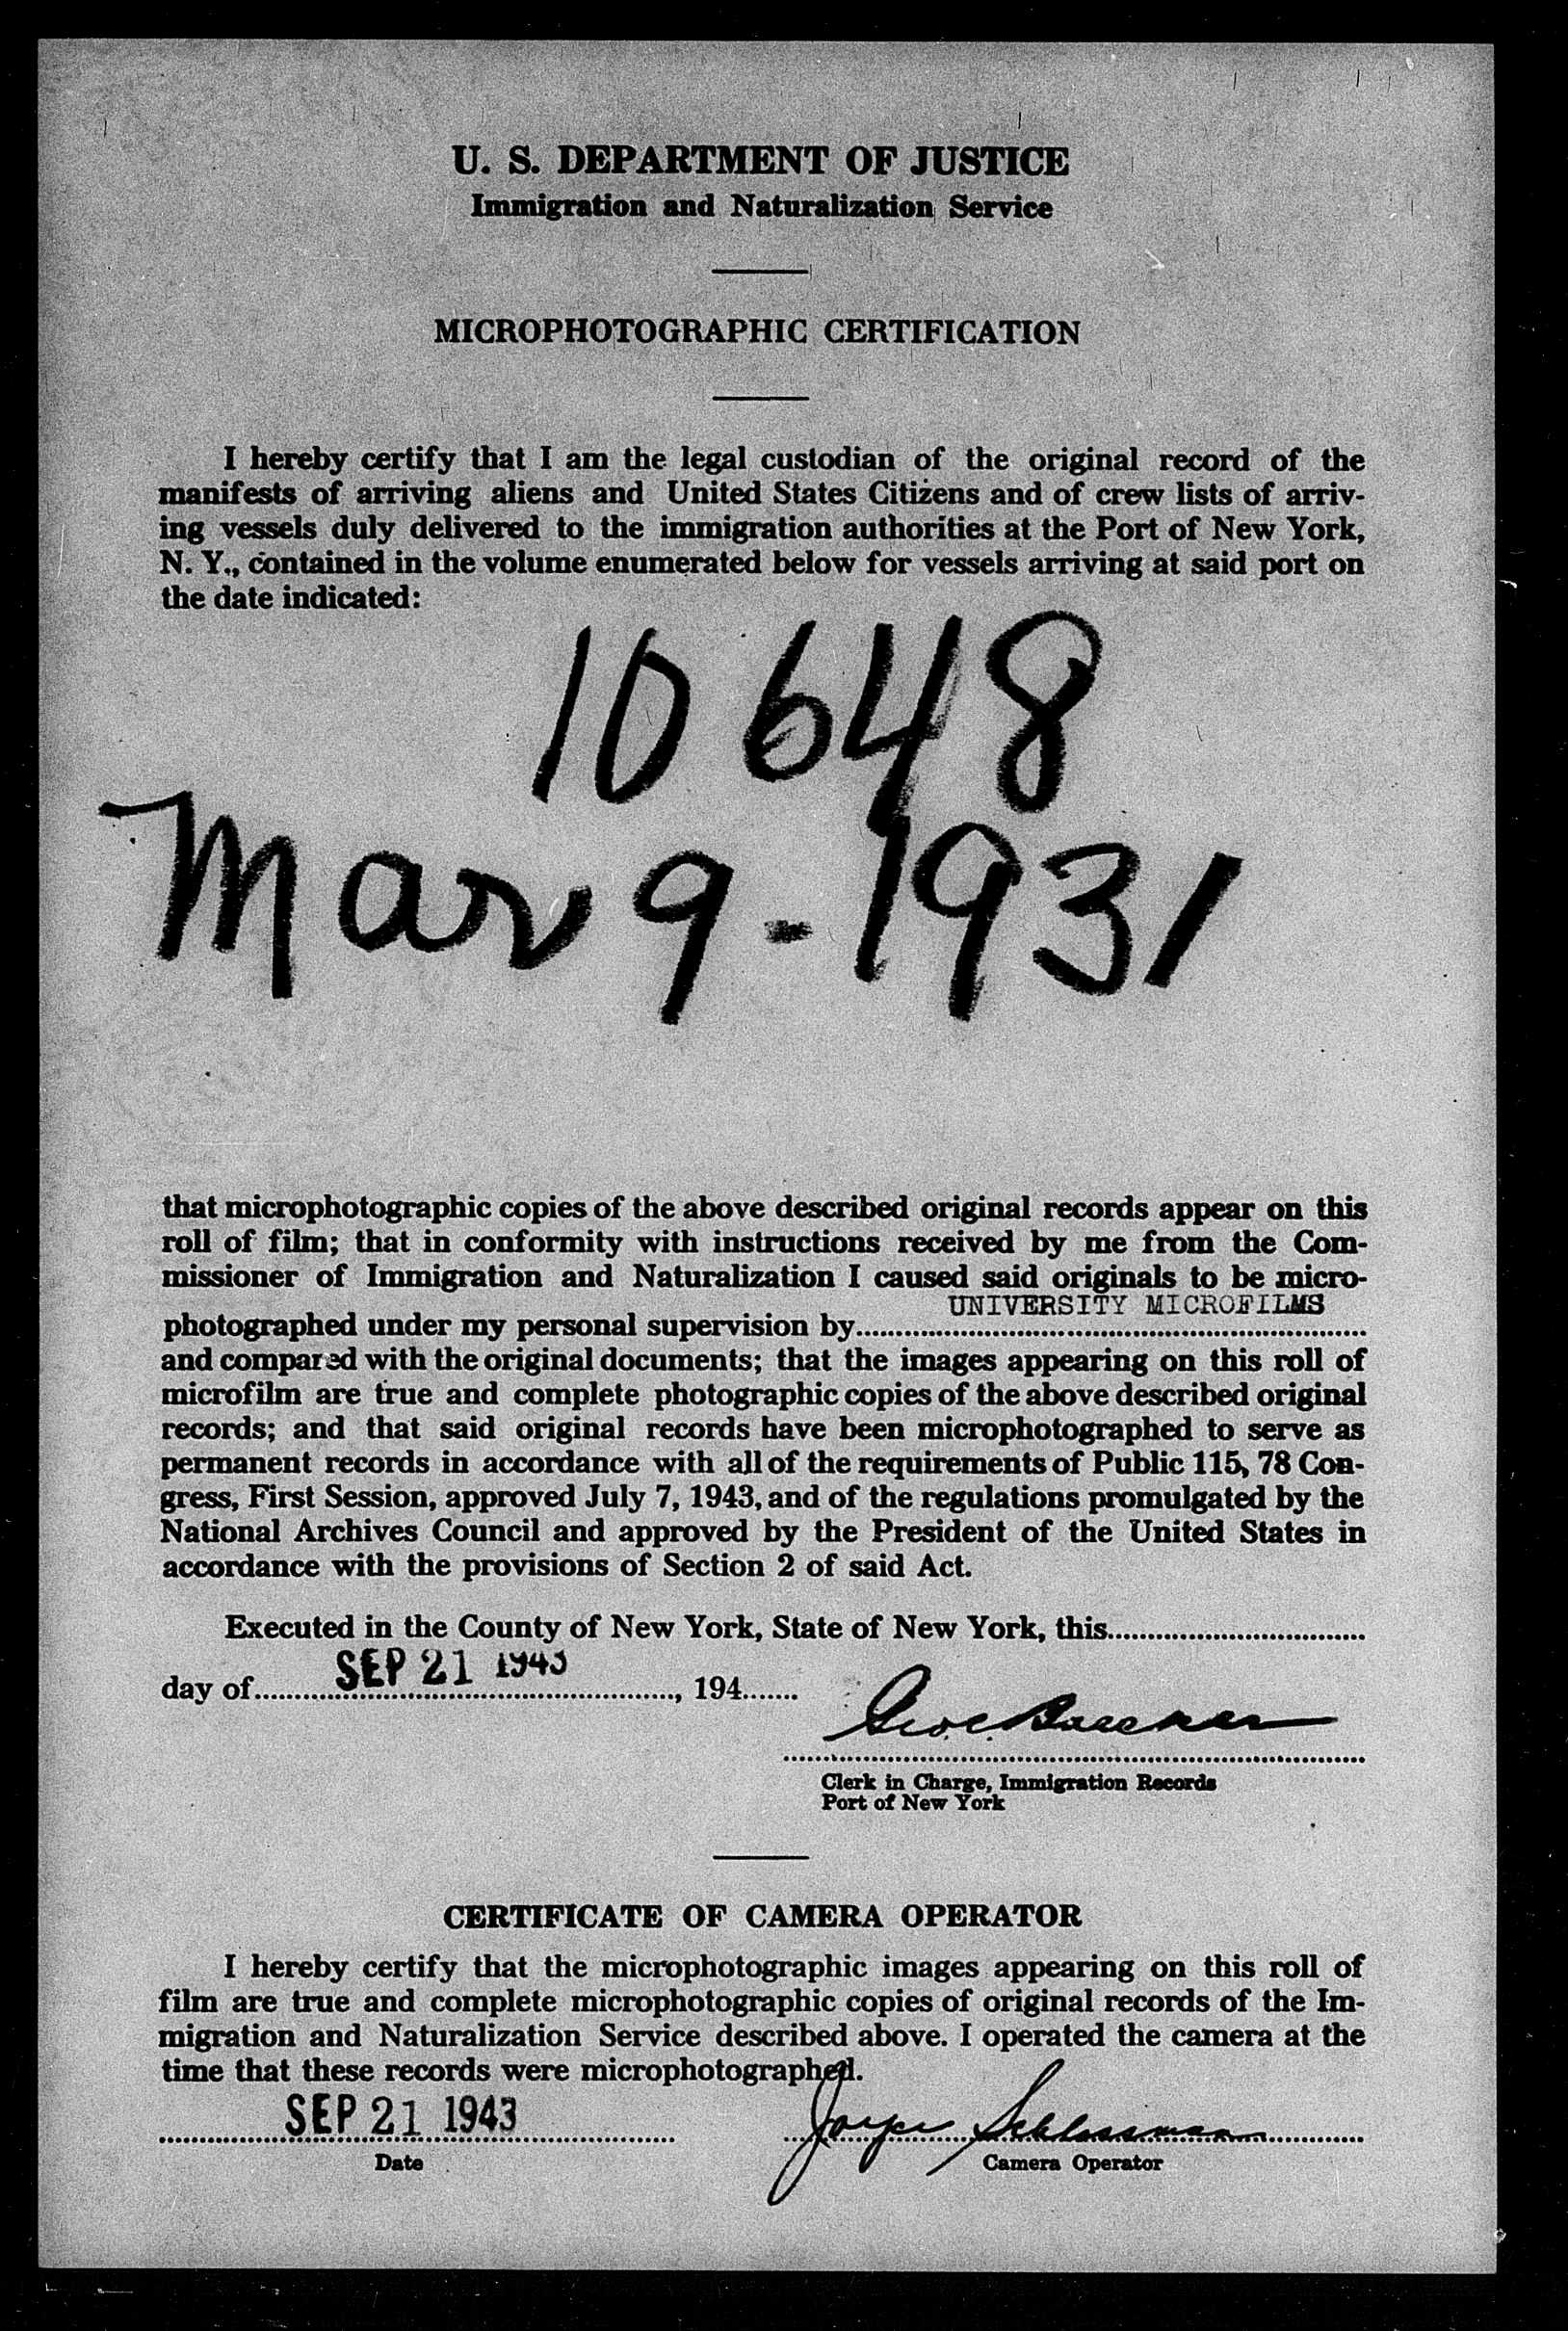 U. S. DEPARTMENT OF JUSTICE
Immigration and Naturalization Service
MICROPHOTOGRAPHIC CERTIFICATION
I hereby certify that I am the legal custodian of the original record of the
manifests of arriving aliens and United States Citizens and of crew lists of arriv-
ing vessels duly delivered to the immigration authorities at the Port of New York,
N. Y., contained in the volume enumerated below for vessels arriving at said port on
the date indicated:
10648
Mar 9-1931
that microphotographic copies of the above described original records appear on this
roll of film; that in conformity with instructions received by me from the Com-
missioner of Immigration and Naturalization I caused said originals to be micro-
photographed under my personal supervision by UNIVERSITY MICROFILMS
and compared with the original documents; that the images appearing on this roll of
microfilm are true and complete photographic copies of the above described original
records; and that said original records have been microphotographed to serve as
permanent records in accordance with all of the requirements of Public 115, 78 Con-
gress, First Session, approved July 7, 1943, and of the regulations promulgated by the
National Archives Council and approved by the President of the United States in
accordance with the provisions of Section 2 of said Act.
Executed in the County of New York, State of New York, this
day of SEP 21 1943, 194
Clerk in Charge, Immigration Records
Port of New York
CERTIFICATE OF CAMERA OPERATOR
I hereby certify that the microphotographic images appearing on this roll of
film are true and complete microphotographic copies of original records of the Im-
migration and Naturalization Service described above. I operated the camera at the
time that these records were microphotographed.
SEP 21 1943 Joyce Schlossman
Date Camera Operator